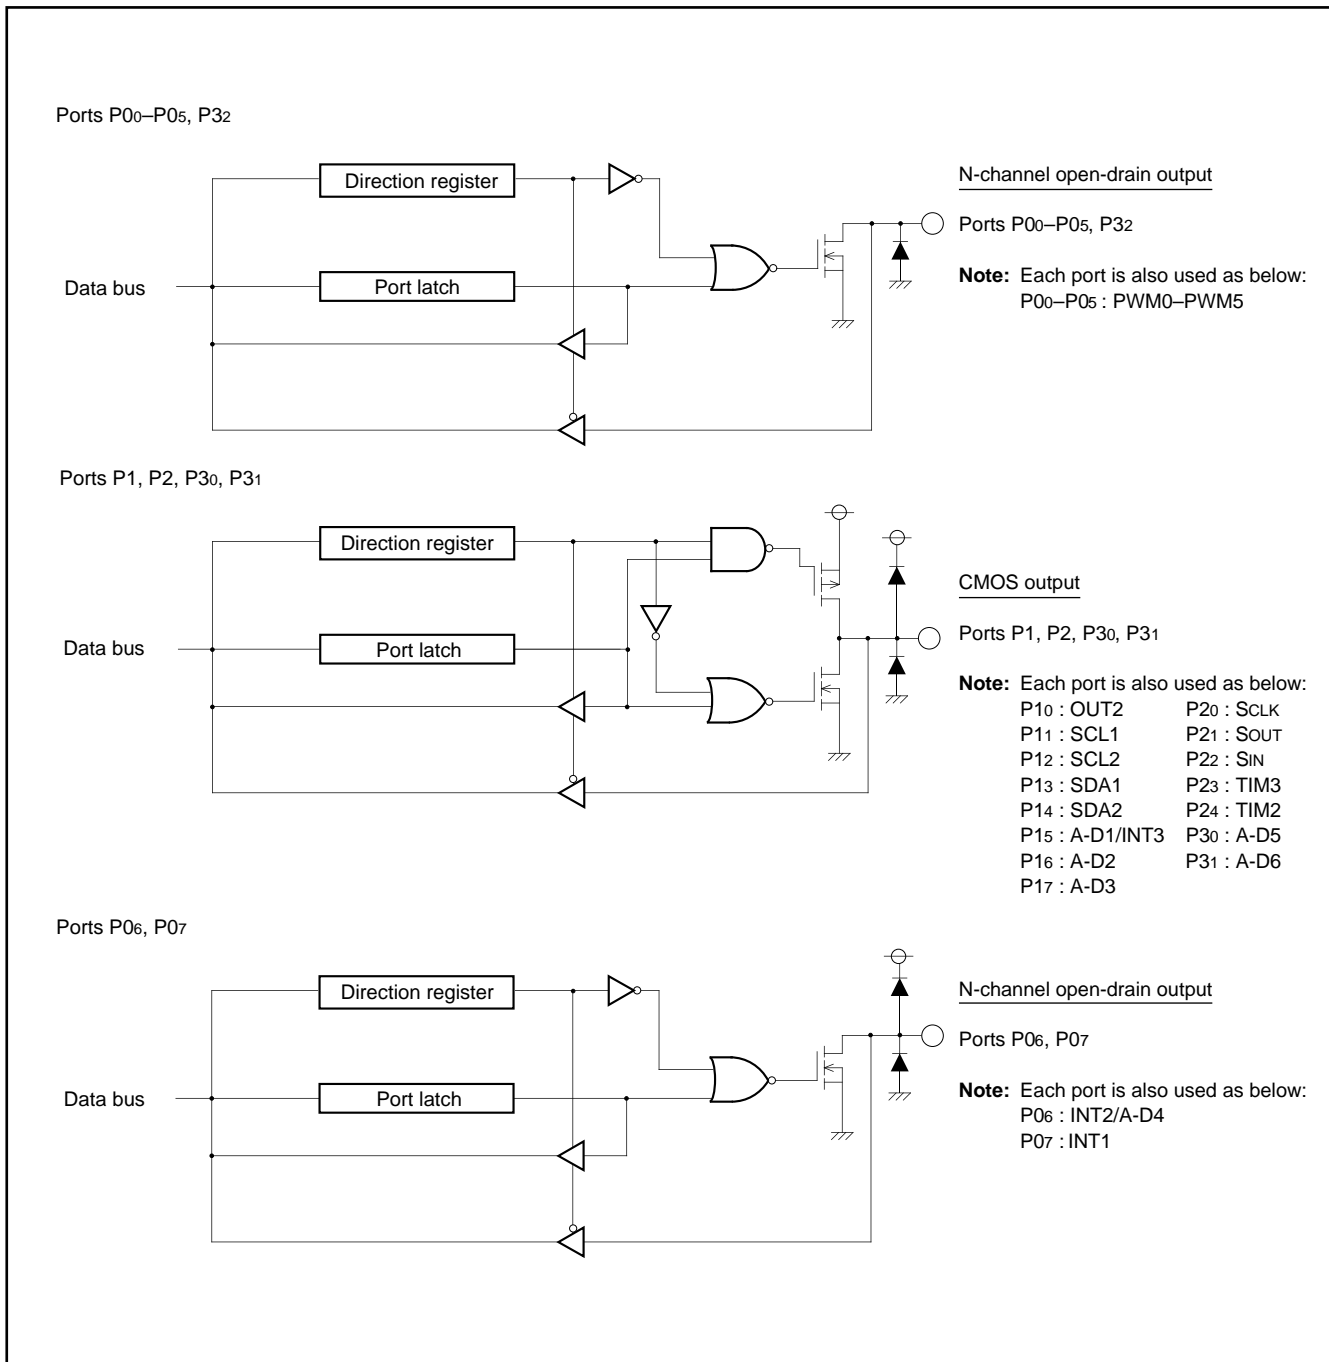 Ports P00–P05, P32
Direction register
Port latch
Data bus
N-channel open-drain output
Ports P00–P05, P32
Note: Each port is also used as below:
P00–P05 : PWM0–PWM5
Ports P1, P2, P30, P31
Direction register
Port latch
Data bus
CMOS output
Ports P1, P2, P30, P31
Note: Each port is also used as below:
P10 : OUT2 P20 : SCLK
P11 : SCL1 P21 : SOUT
P12 : SCL2 P22 : SIN
P13 : SDA1 P23 : TIM3
P14 : SDA2 P24 : TIM2
P15 : A-D1/INT3 P30 : A-D5
P16 : A-D2 P31 : A-D6
P17 : A-D3
Ports P06, P07
Direction register
Port latch
Data bus
N-channel open-drain output
Ports P06, P07
Note: Each port is also used as below:
P06 : INT2/A-D4
P07 : INT1